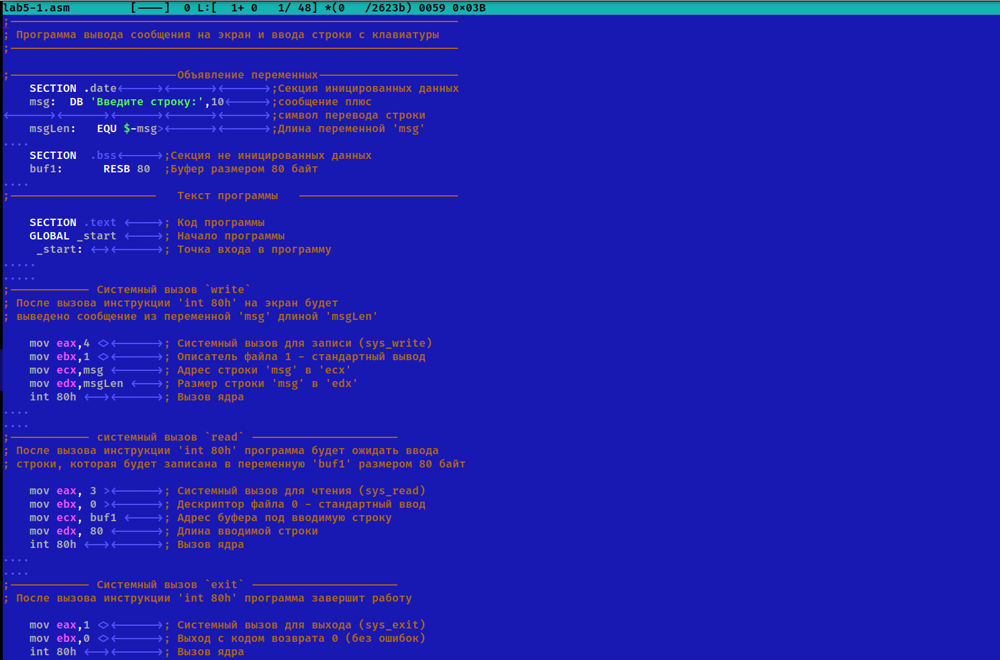 lab5-1.asm         [----]  0 L:[  1+ 0   1/ 48] *(0   /2623b) 0059 0x03B
;-------------------------------------------------------------------
; Программа вывода сообщения на экран и ввода строки с клавиатуры
;-------------------------------------------------------------------
;-------------------------Объявление переменных---------------------
    SECTION .date<------><------><------>;Секция инициированных данных
    msg:  DB 'Введите строку:',10<------>;сообщение плюс
<------><------><------><------><------>;символ перевода строки
    msgLen:   EQU $-msg><------><------>;Длина переменной 'msg'
....
    SECTION  .bss<------>;Секция не инициированных данных
    buf1:      RESB 80  ;Буфер размером 80 байт
....
;----------------------   Текст программы   ------------------------
    SECTION .text <----->; Код программы
    GLOBAL _start <----->; Начало программы
     _start: <--><------>; Точка входа в программу
.....
.....
;------------ Системный вызов `write`
; После вызова инструкции 'int 80h' на экран будет
; выведено сообщение из переменной 'msg' длиной 'msgLen'
    mov eax,4 <><------>; Системный вызов для записи (sys_write)
    mov ebx,1 <><------>; Описатель файла 1 - стандартный вывод
    mov ecx,msg <------>; Адрес строки 'msg' в 'ecx'
    mov edx,msgLen <--->; Размер строки 'msg' в 'edx'
    int 80h <--><------>; Вызов ядра
....
....
;------------ системный вызов `read` ----------------------
; После вызова инструкции 'int 80h' программа будет ожидать ввода
; строки, которая будет записана в переменную 'buf1' размером 80 байт
    mov eax, 3 ><------>; Системный вызов для чтения (sys_read)
    mov ebx, 0 ><------>; Дескриптор файла 0 - стандартный ввод
    mov ecx, buf1 <---->; Адрес буфера под вводимую строку
    mov edx, 80 <------>; Длина вводимой строки
    int 80h <--><------>; Вызов ядра
....
....
;------------ Системный вызов `exit` ----------------------
; После вызова инструкции 'int 80h' программа завершит работу
    mov eax,1 <><------>; Системный вызов для выхода (sys_exit)
    mov ebx,0 <><------>; Выход с кодом возврата 0 (без ошибок)
    int 80h <--><------>; Вызов ядра